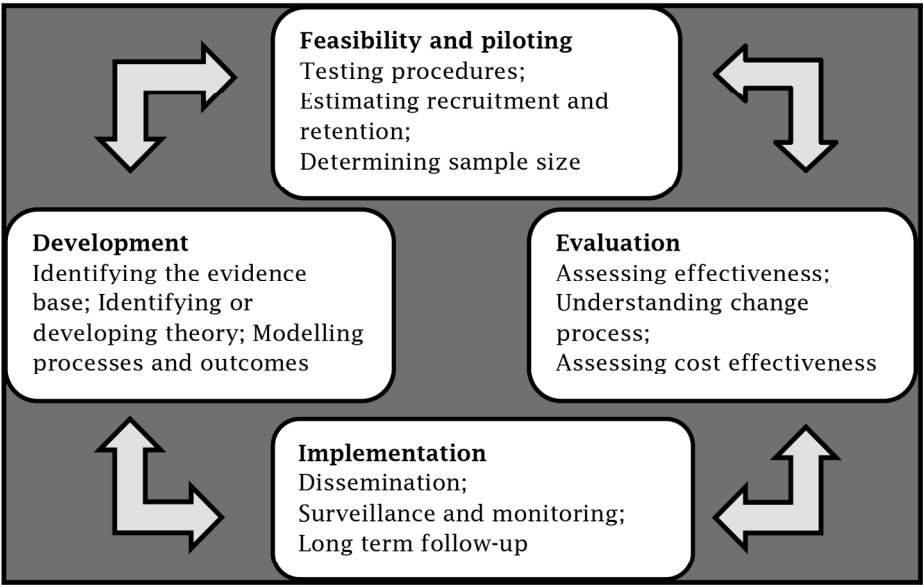 Feasibility and piloting
Testing procedures;
Estimating recruitment and
retention;
Determining sample size
Development
Identifying the evidence
base; Identifying or
developing theory; Modelling
processes and outcomes
Evaluation
Assessing effectiveness;
Understanding change
process;
Assessing cost effectiveness
Implementation
Dissemination;
Surveillance and monitoring;
Long term follow-up